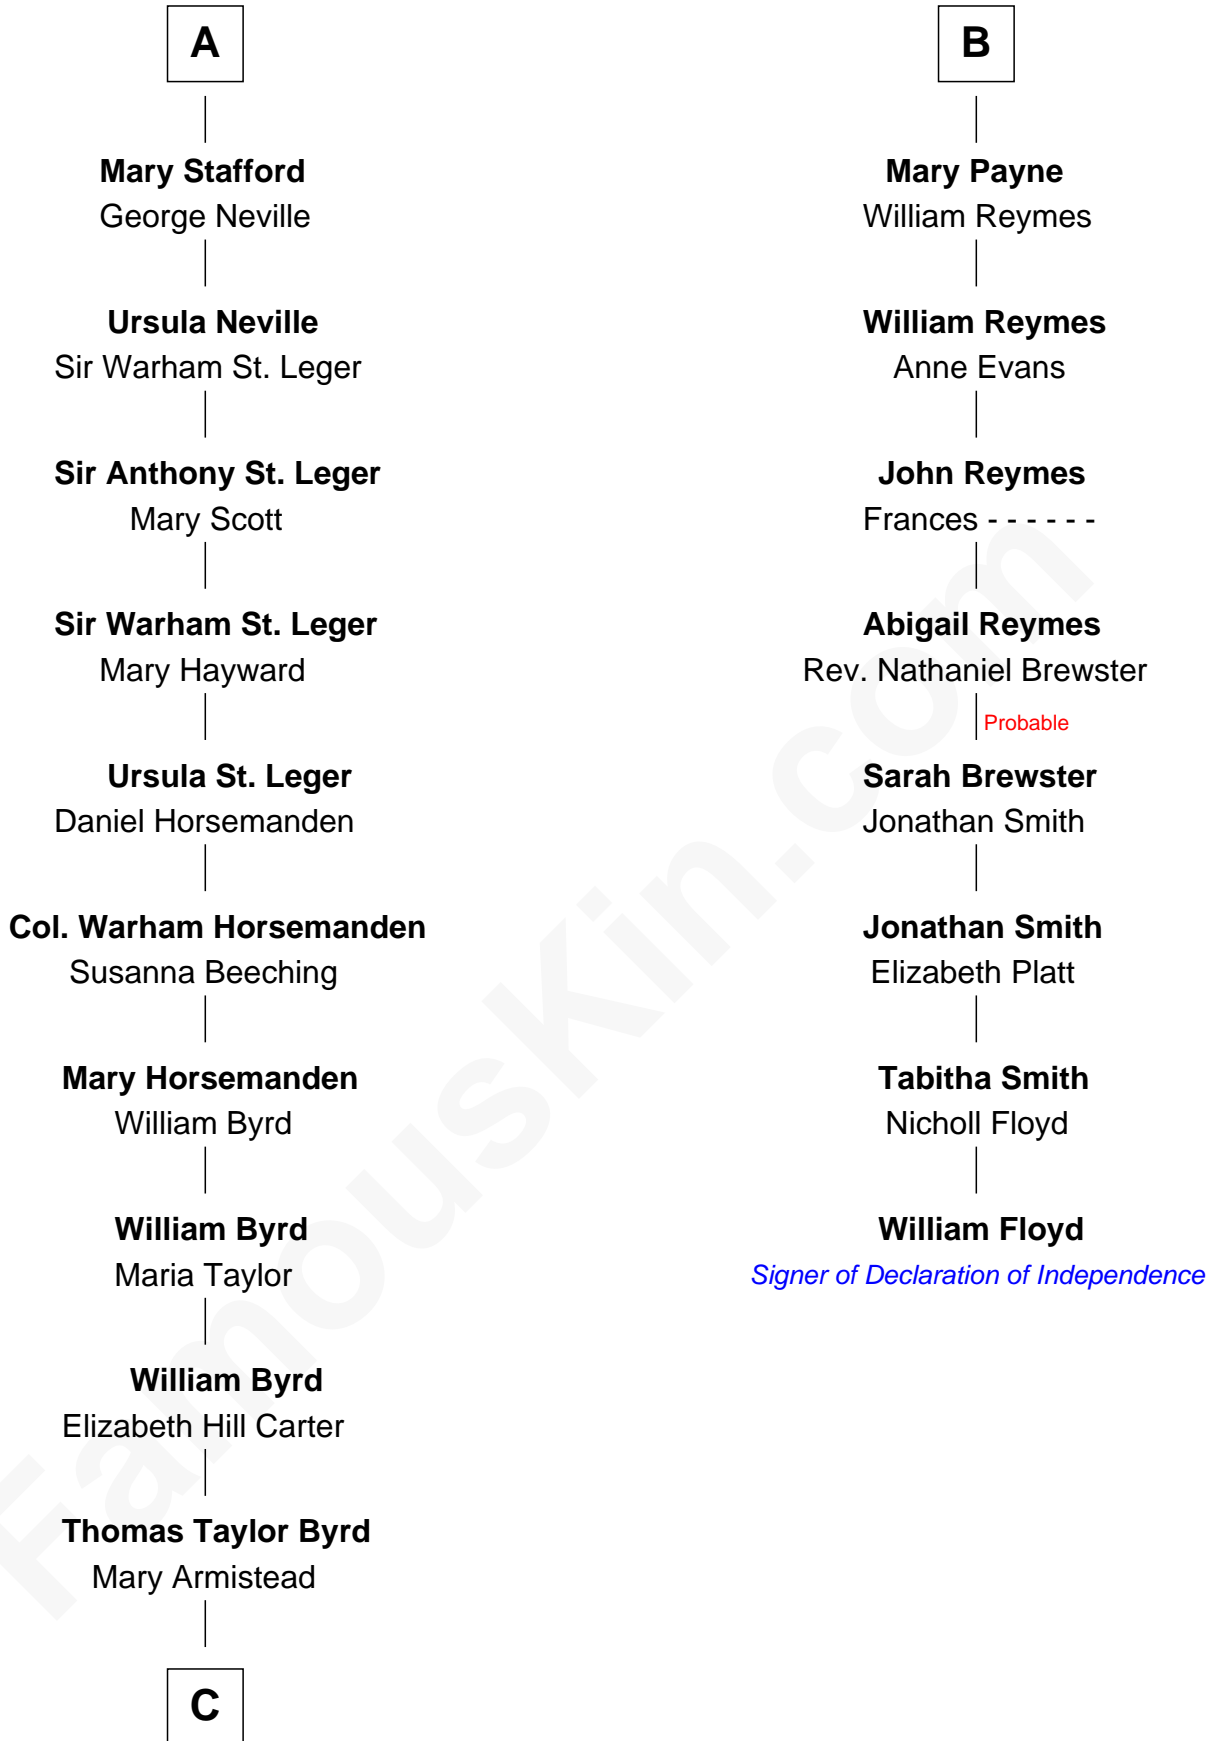 A
Mary Stafford
George Neville
Ursula Neville
Sir Warham St. Leger
Sir Anthony St. Leger
Mary Scott
Sir Warham St. Leger
Mary Hayward
Ursula St. Leger
Daniel Horsemanden
Col. Warham Horsemanden
Susanna Beeching
Mary Horsemanden
William Byrd
William Byrd
Maria Taylor
William Byrd
Elizabeth Hill Carter
Thomas Taylor Byrd
Mary Armistead
C
B
Mary Payne
William Reymes
William Reymes
Anne Evans
John Reymes
Frances - - - - - -
Abigail Reymes
Rev. Nathaniel Brewster
Probable
Sarah Brewster
Jonathan Smith
Jonathan Smith
Elizabeth Platt
Tabitha Smith
Nicholl Floyd
William Floyd
Signer of Declaration of Independence
FamousKin.com